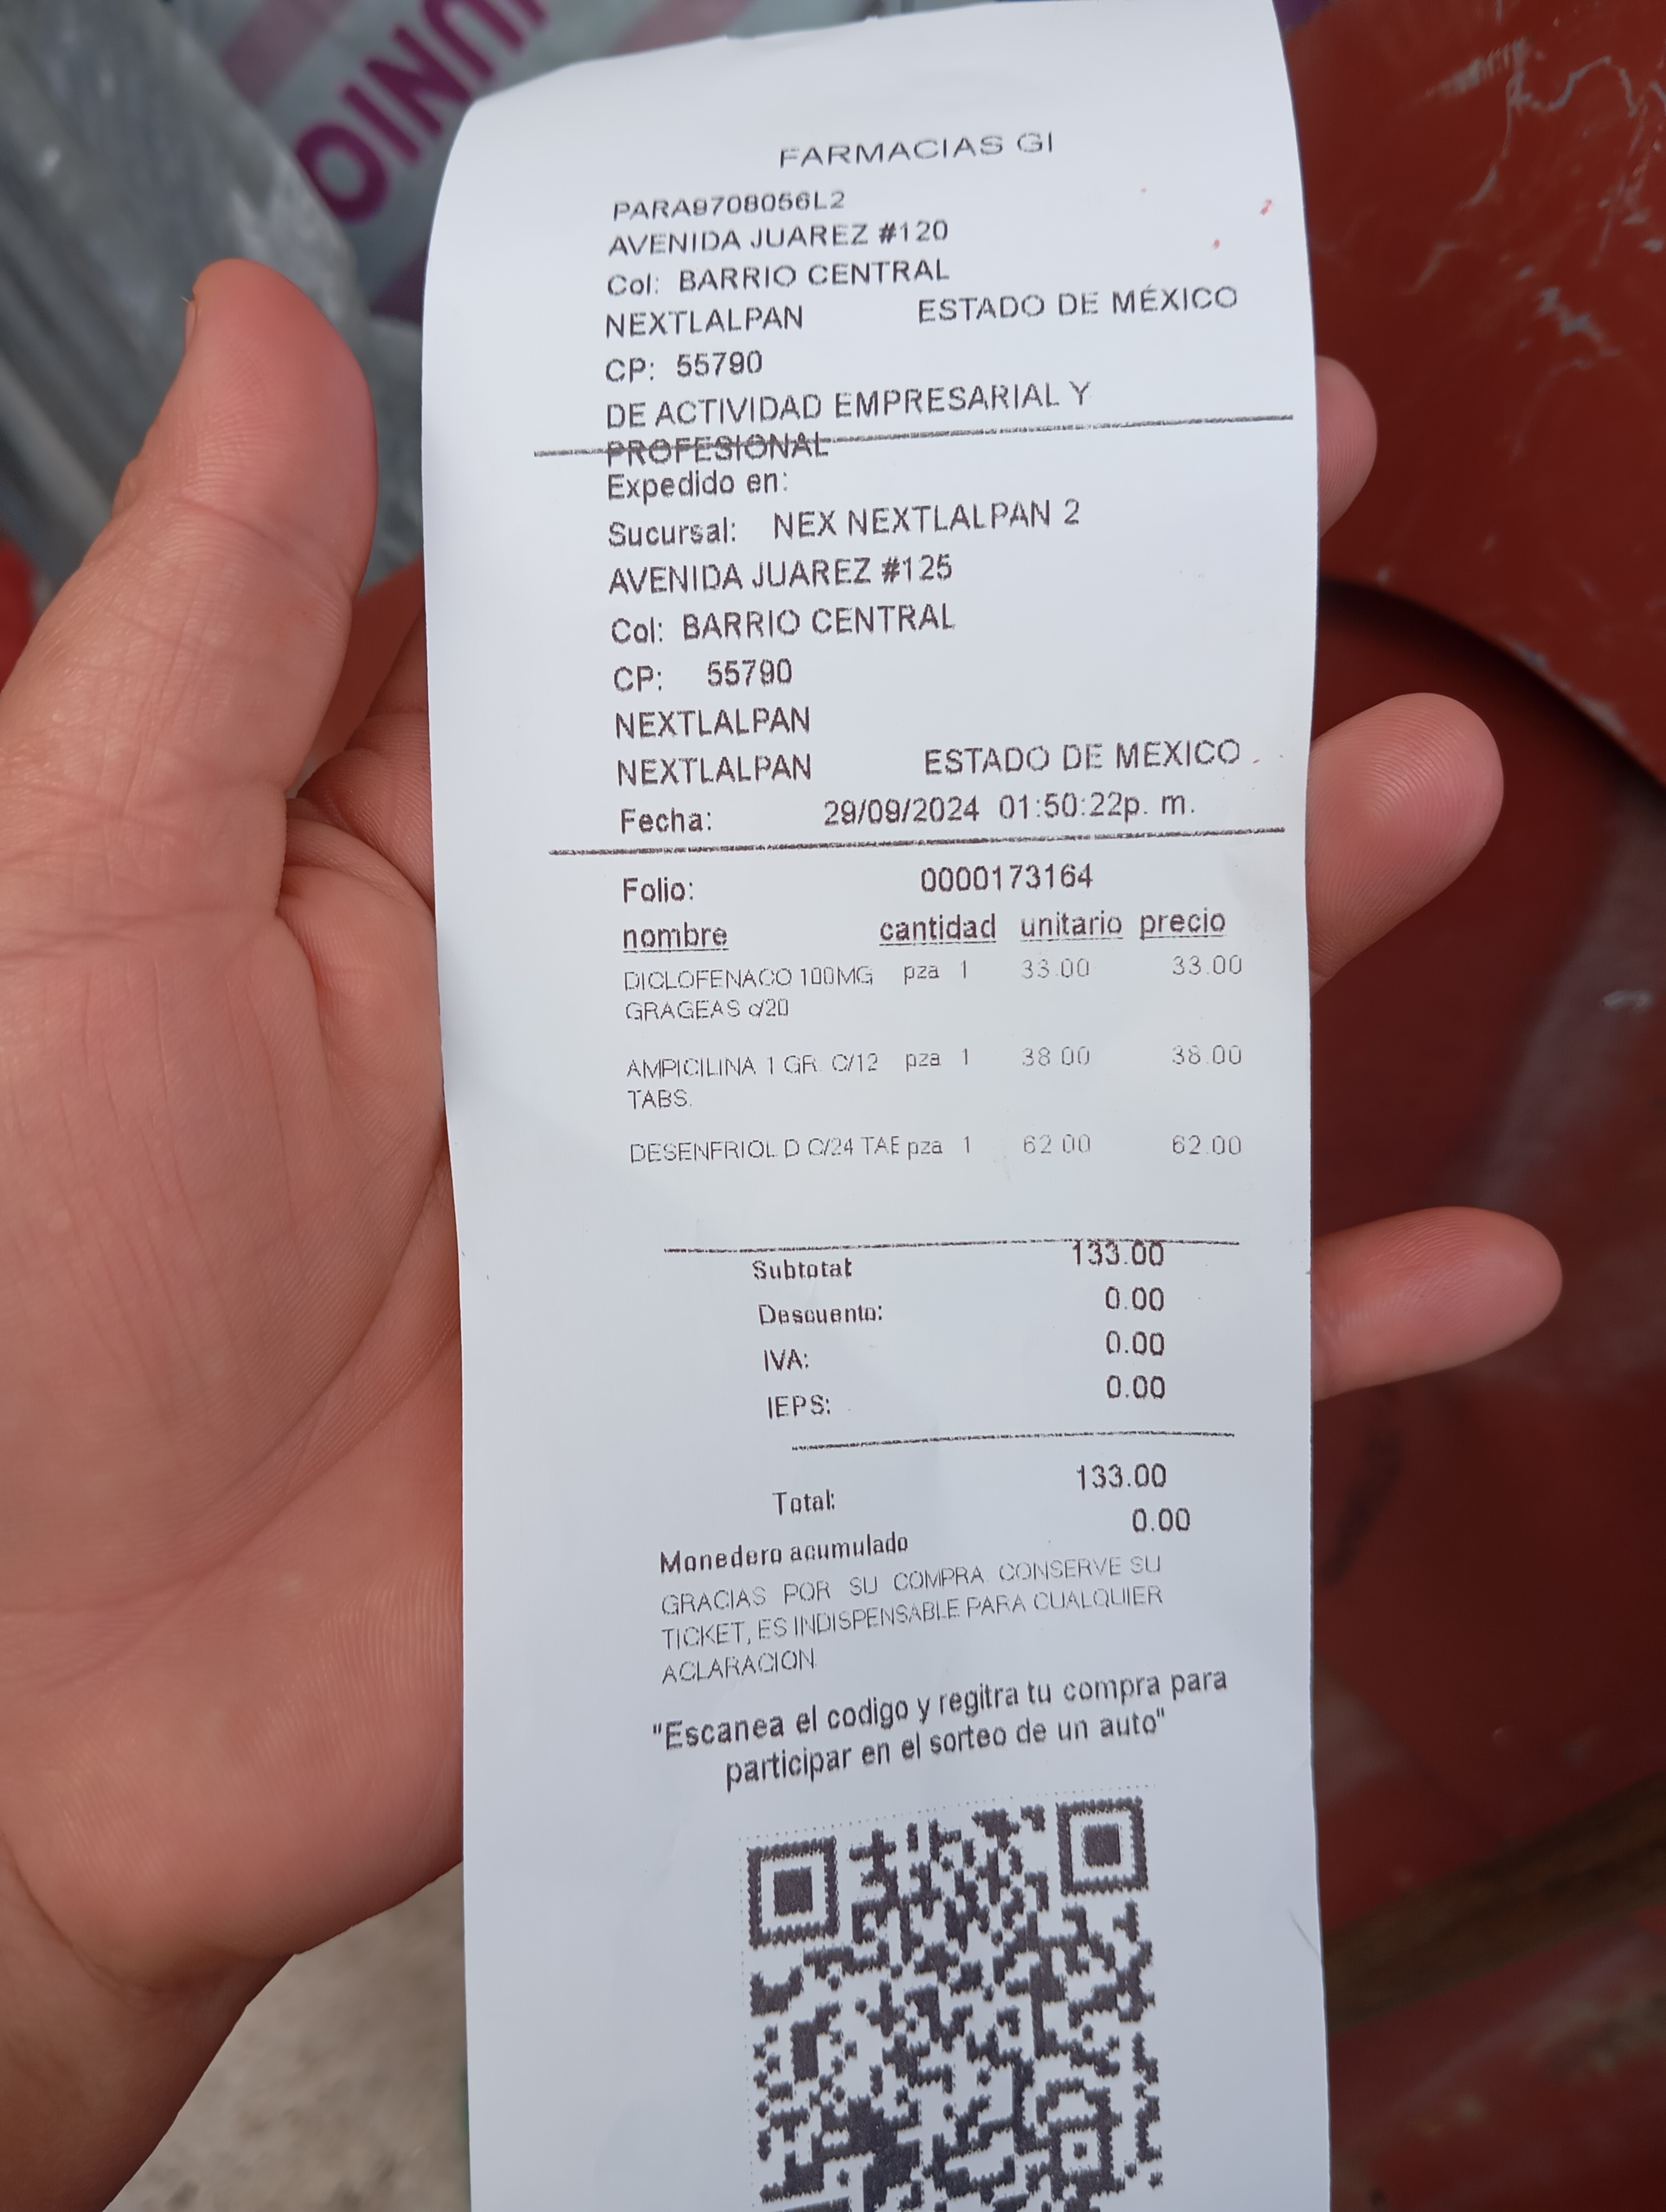 UNIO
FARMACIAS GI
PARA9708056L2
AVENIDA JUAREZ #120
Col: BARRIO CENTRAL
NEXTLALPAN ESTADO DE MÉXICO
CP: 55790
DE ACTIVIDAD EMPRESARIAL Y
PROFESIONAL
Expedido en:
Sucursal: NEX NEXTLALPAN 2
AVENIDA JUAREZ #125
Col: BARRIO CENTRAL
CP: 55790
NEXTLALPAN
NEXTLALPAN ESTADO DE MEXICO
Fecha: 29/09/2024 01:50:22p. m.
Folio: 0000173164
nombre cantidad unitario precio
DICLOFENACO 100MG pza 1 33.00 33.00
GRAGEAS c/20
AMPICILINA 1 GR. C/12 pza 1 38.00 38.00
TABS.
DESENFRIOL D C/24 TAE pza 1 62.00 62.00
Subtotal: 133.00
Descuento: 0.00
IVA: 0.00
IEPS: 0.00
Total: 133.00
Monedero acumulado 0.00
GRACIAS POR SU COMPRA. CONSERVE SU
TICKET, ES INDISPENSABLE PARA CUALQUIER
ACLARACION.
"Escanea el codigo y regitra tu compra para
participar en el sorteo de un auto"